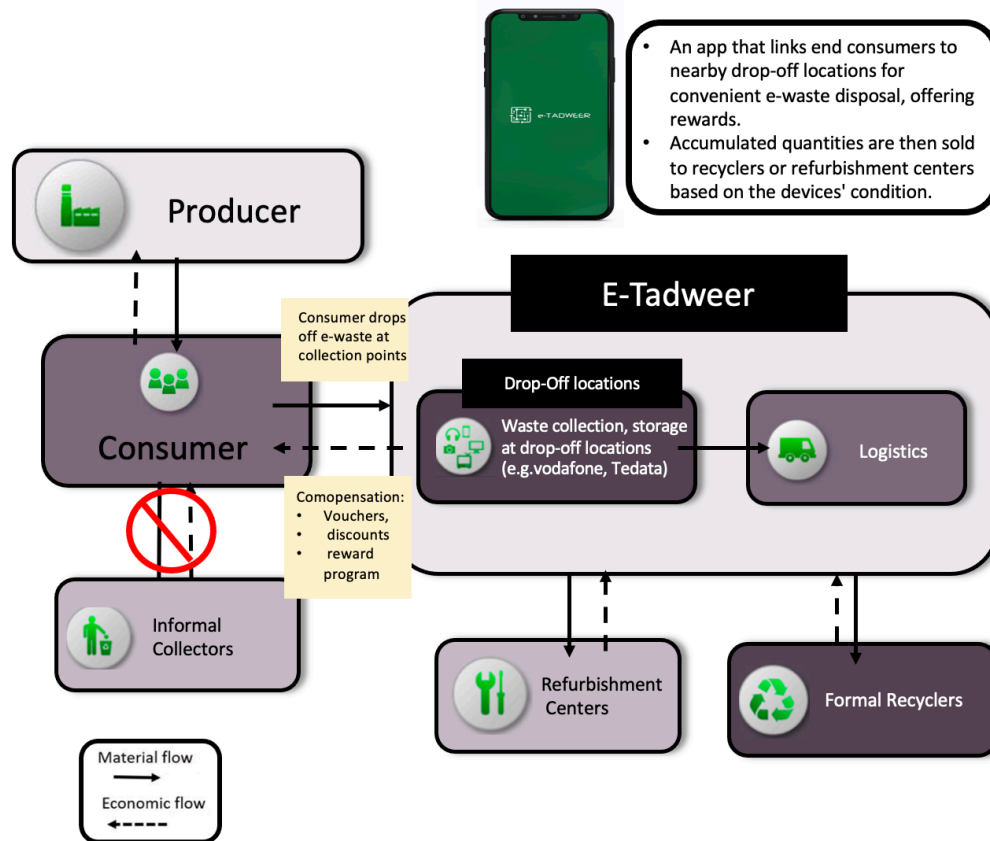 e-TADWEER
• An app that links end consumers to
nearby drop-off locations for
convenient e-waste disposal, offering
rewards.
• Accumulated quantities are then sold
to recyclers or refurbishment centers
based on the devices' condition.
Producer
E-Tadweer
Consumer drops
off e-waste at
collection points
Consumer
Drop-Off locations
Waste collection, storage
at drop-off locations
(e.g.vodafone, Tedata)
Logistics
Comopensation:
• Vouchers,
• discounts
• reward
program
Informal
Collectors
Refurbishment
Centers
Formal Recyclers
Material flow
Economic flow